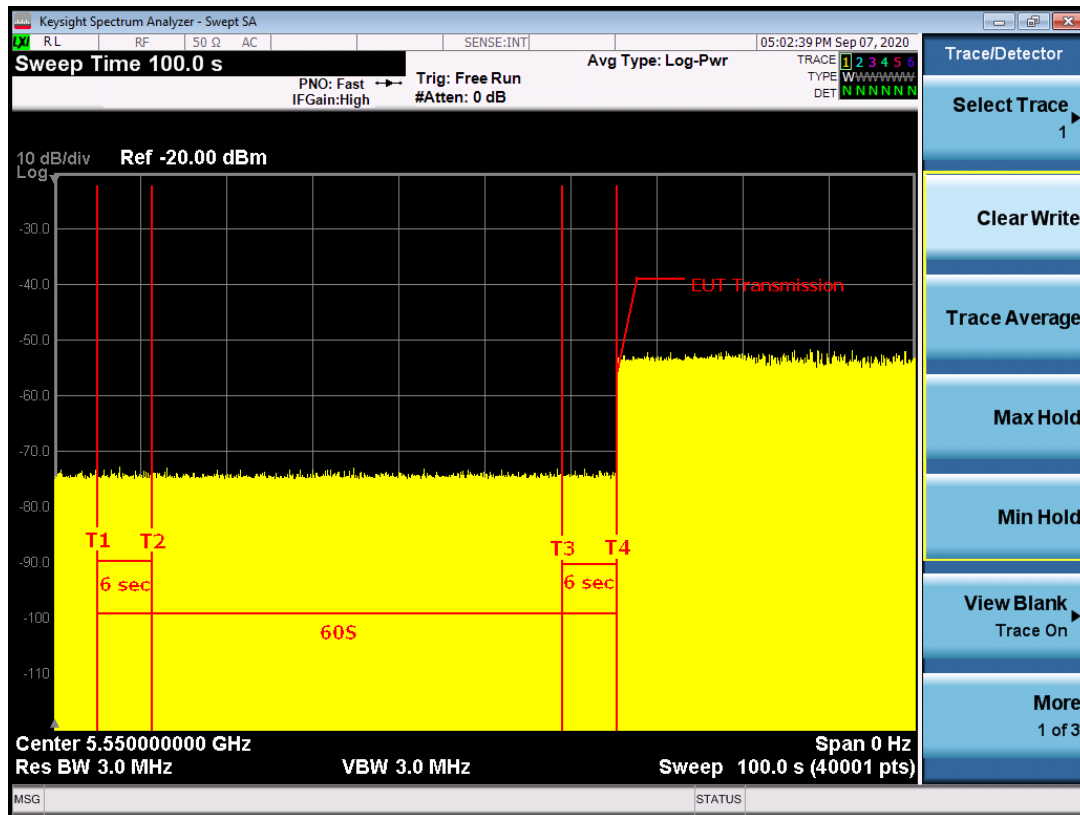 Keysight Spectrum Analyzer - Swept SA
LXI RL RF 50 Ω AC SENSE:INT 05:02:39 PM Sep 07, 2020
Sweep Time 100.0 s
PNO: Fast
IFGain:High
Trig: Free Run
#Atten: 0 dB
Avg Type: Log-Pwr
TRACE 1 2 3 4 5 6
TYPE WWWWWW
DET N N N N N N
10 dB/div
Log
Ref -20.00 dBm
-30.0
-40.0
-50.0
-60.0
-70.0
-80.0
-90.0
-100
-110
EUT Transmission
T1 T2 T3 T4
6 sec 6 sec
60S
Center 5.550000000 GHz Span 0 Hz
Res BW 3.0 MHz VBW 3.0 MHz Sweep 100.0 s (40001 pts)
MSG STATUS
Trace/Detector
Select Trace
1
Clear Write
Trace Average
Max Hold
Min Hold
View Blank
Trace On
More
1 of 3